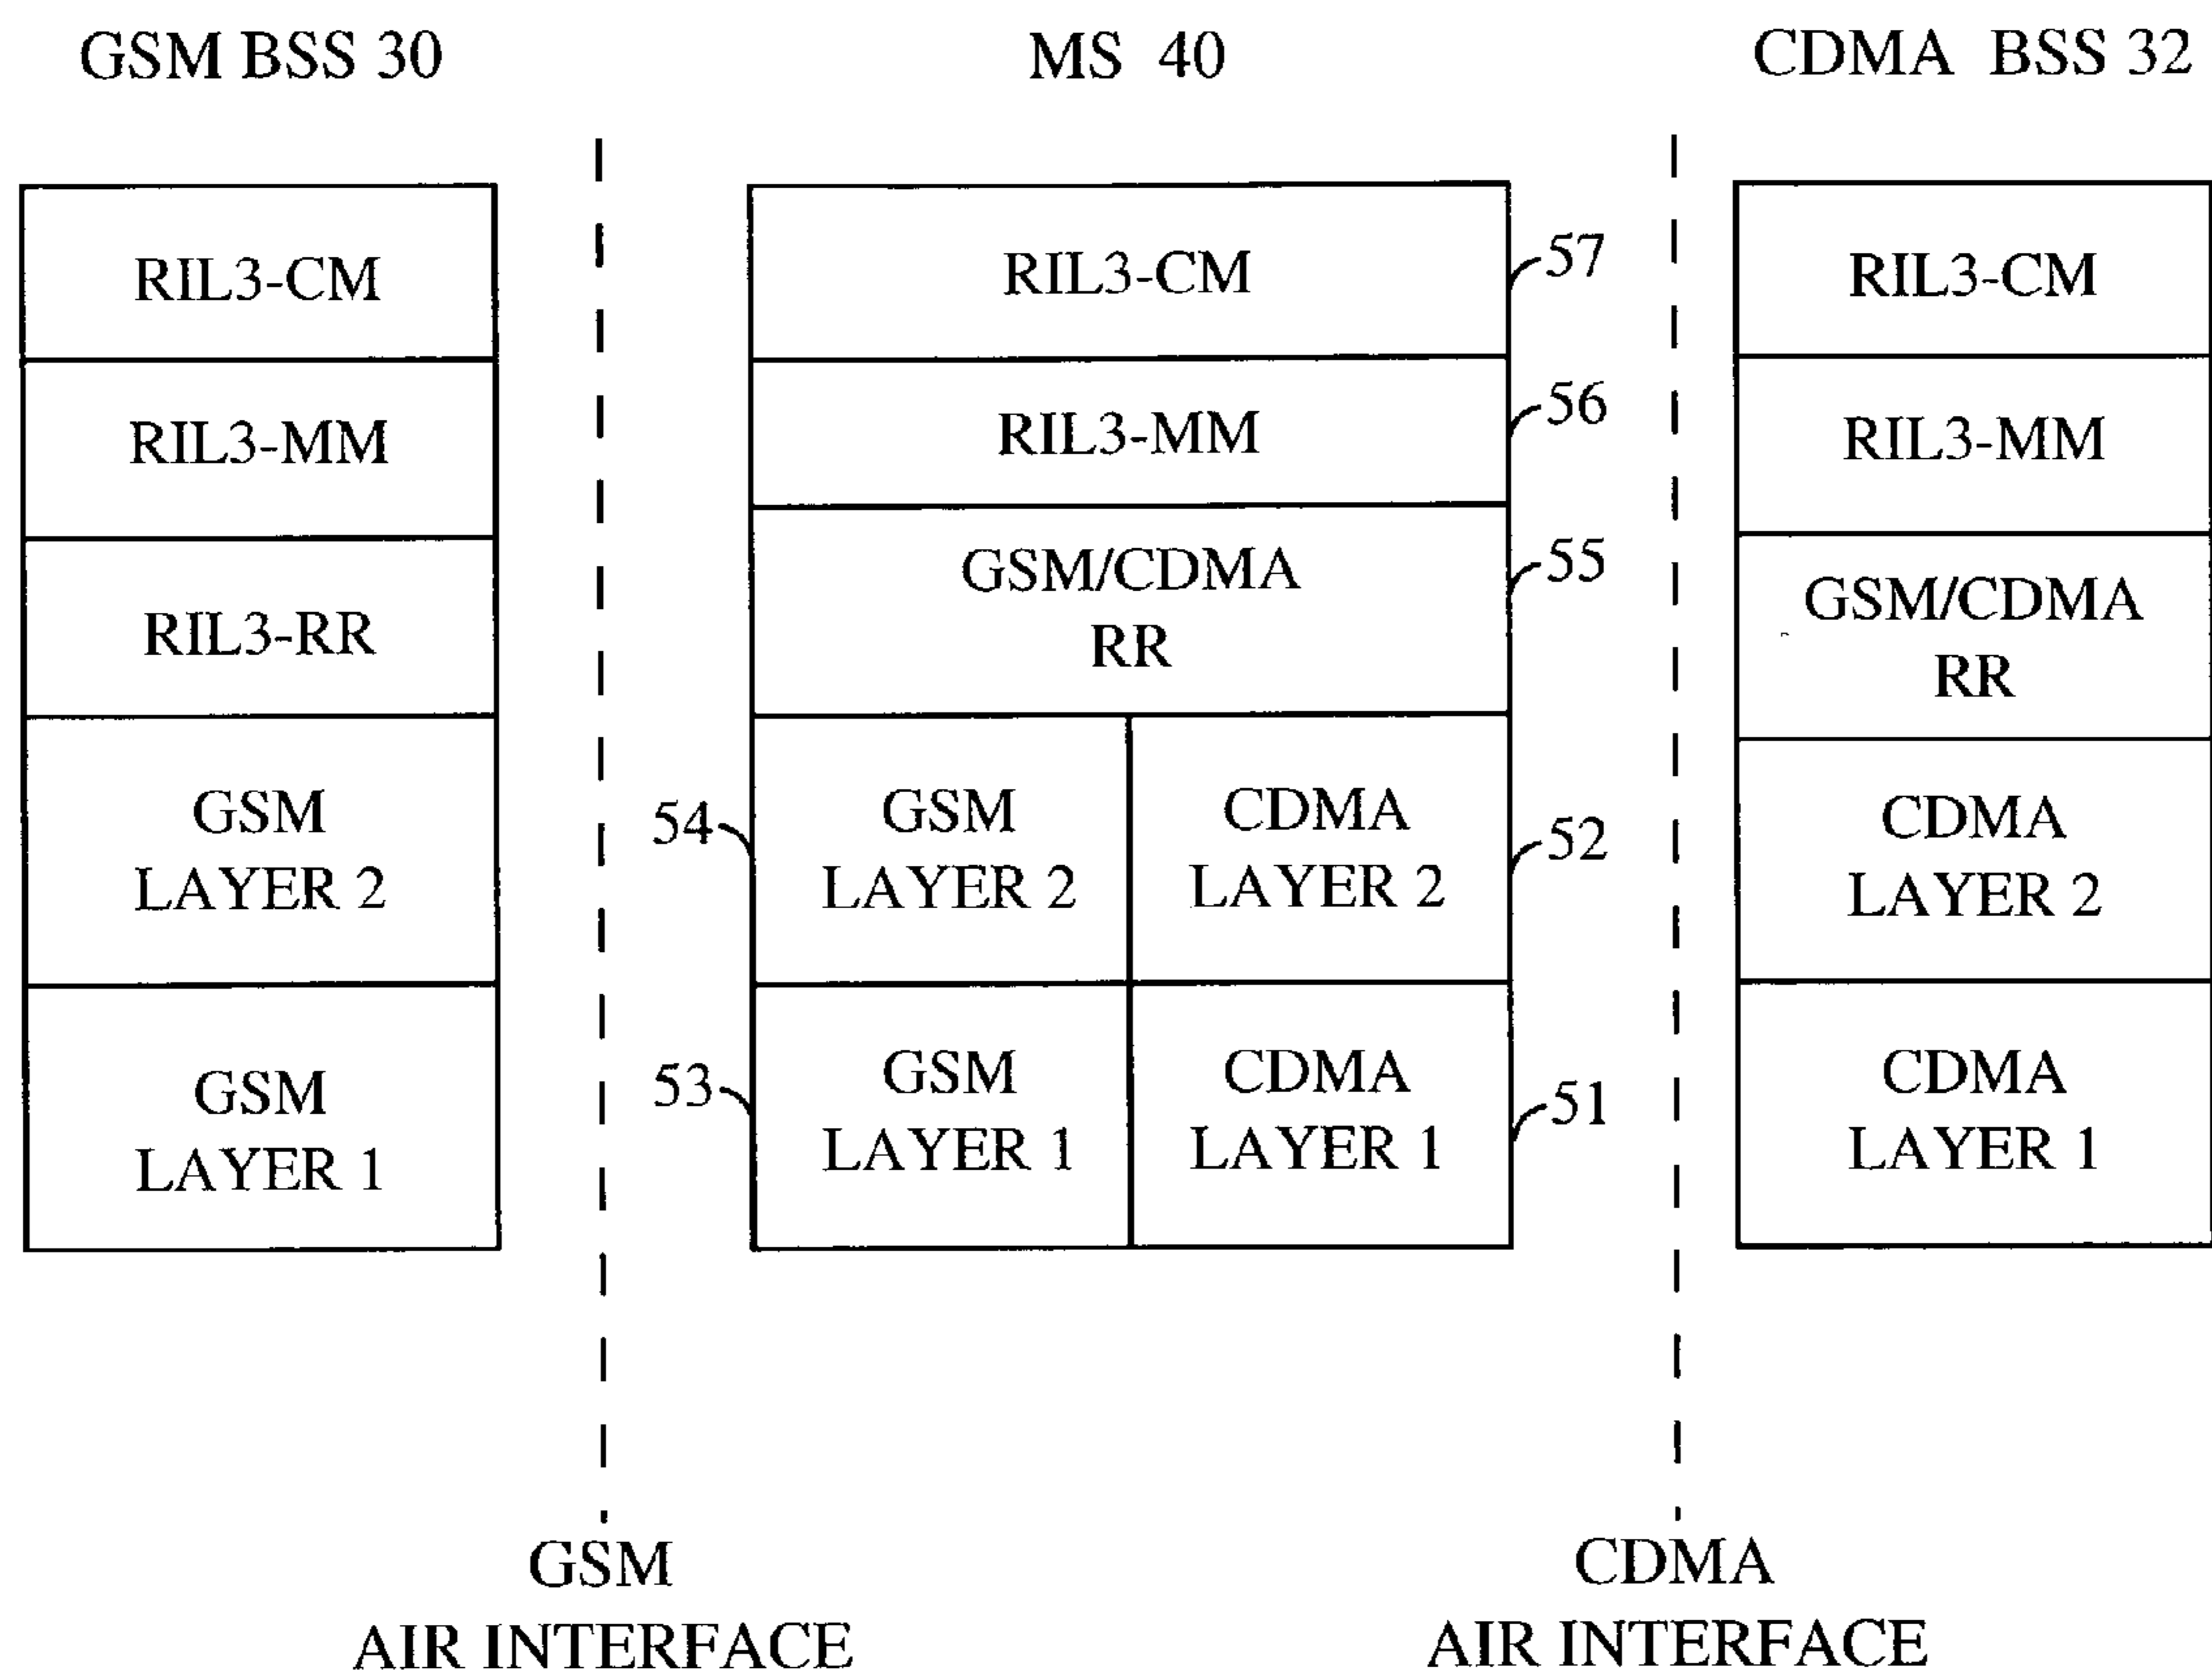 GSM BSS 30
MS 40
CDMA BSS 32
RIL3-CM
RIL3-MM
RIL3-RR
GSM
LAYER 2
GSM
LAYER 1
RIL3-CM
57
RIL3-MM
56
GSM/CDMA
RR
55
54
GSM
LAYER 2
CDMA
LAYER 2
52
53
GSM
LAYER 1
CDMA
LAYER 1
51
RIL3-CM
RIL3-MM
GSM/CDMA
RR
CDMA
LAYER 2
CDMA
LAYER 1
GSM
AIR INTERFACE
CDMA
AIR INTERFACE